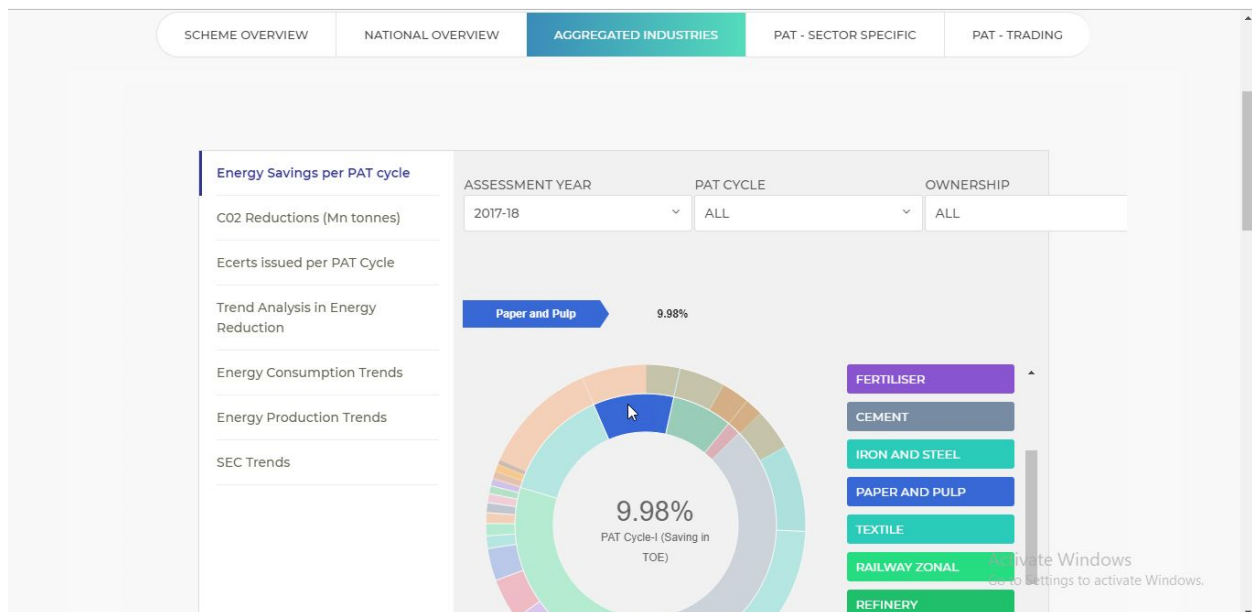 SCHEME OVERVIEW
NATIONAL OVERVIEW
AGGREGATED INDUSTRIES
PAT - SECTOR SPECIFIC
PAT - TRADING
Energy Savings per PAT cycle
C02 Reductions (Mn tonnes)
Ecerts issued per PAT Cycle
Trend Analysis in Energy
Reduction
Energy Consumption Trends
Energy Production Trends
SEC Trends
ASSESSMENT YEAR
PAT CYCLE
OWNERSHIP
2017-18
ALL
ALL
Paper and Pulp
9.98%
9.98%
PAT Cycle-I (Saving in
TOE)
FERTILISER
CEMENT
IRON AND STEEL
PAPER AND PULP
TEXTILE
RAILWAY ZONAL
REFINERY
Activate Windows
Go to Settings to activate Windows.